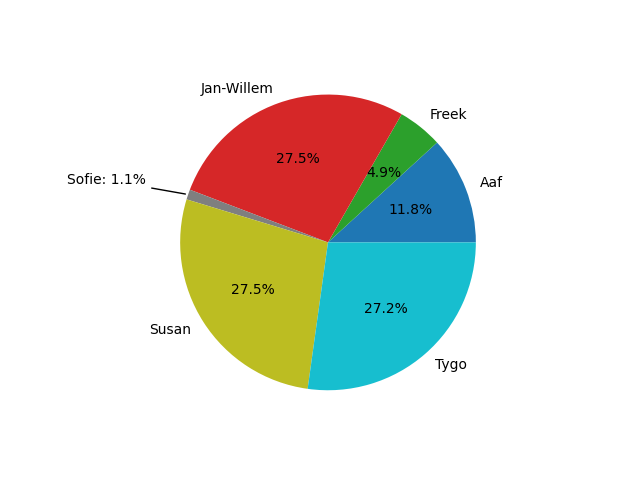 Jan-Willem
27.5%
Freek
4.9%
Aaf
11.8%
Sofie: 1.1%
Susan
27.5%
Tygo
27.2%